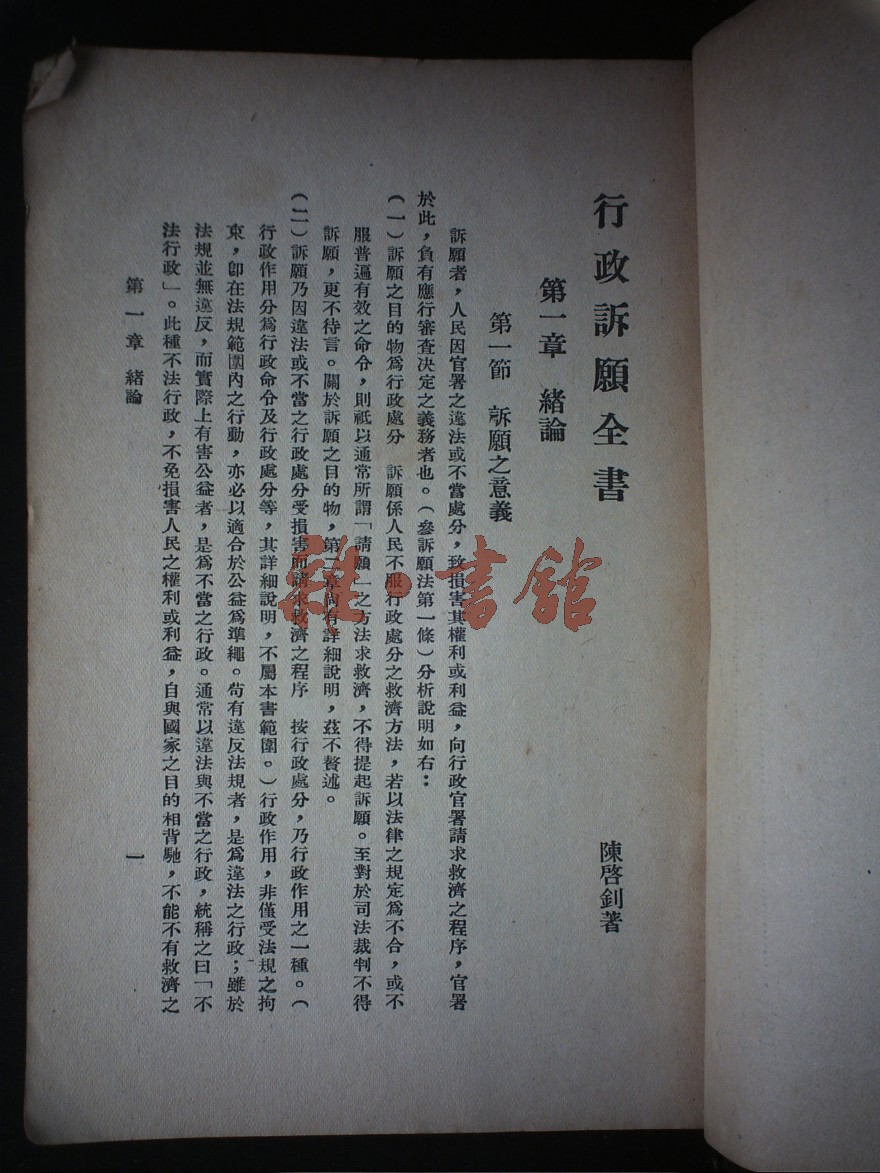 行政訴願全書
陳啓釗著
第一章　緒論
第一節　訴願之意義
訴願者，人民因官署之違法或不當處分，致損害其權利或利益，向行政官署請求救濟之程序，官署
於此，負有應行審查決定之義務者也。（參訴願法第一條）分析說明如右：
（一）訴願之目的物爲行政處分　訴願係人民不服行政處分之救濟方法，若以法律之規定爲不合，或不
服普遍有效之命令，則祇以通常所謂「請願」之方法求救濟，不得提起訴願。至對於司法裁判不得
訴願，更不待言。關於訴願之目的物，第二章尚有詳細說明，茲不贅述。
（二）訴願乃因違法或不當之行政處分受損害而請求救濟之程序　按行政處分，乃行政作用之一種。（
行政作用分爲行政命令及行政處分等，其詳細說明，不屬本書範圍。）行政作用，非僅受法規之拘
束，卽在法規範圍內之行動，亦必以適合於公益爲準繩。苟有違反法規者，是爲違法之行政；雖於
法規並無違反，而實際上有害公益者，是爲不當之行政。通常以違法與不當之行政，統稱之曰「不
法行政」。此種不法行政，不免損害人民之權利或利益，自與國家之目的相背馳，不能不有救濟之
第一章　緒論
一
雜·書館